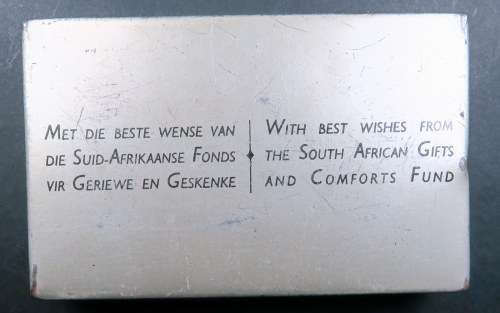 MET DIE BESTE WENSE VAN
DIE SUID-AFRIKAANSE FONDS
VIR GERIEWE EN GESKENKE
WITH BEST WISHES FROM
THE SOUTH AFRICAN GIFTS
AND COMFORTS FUND